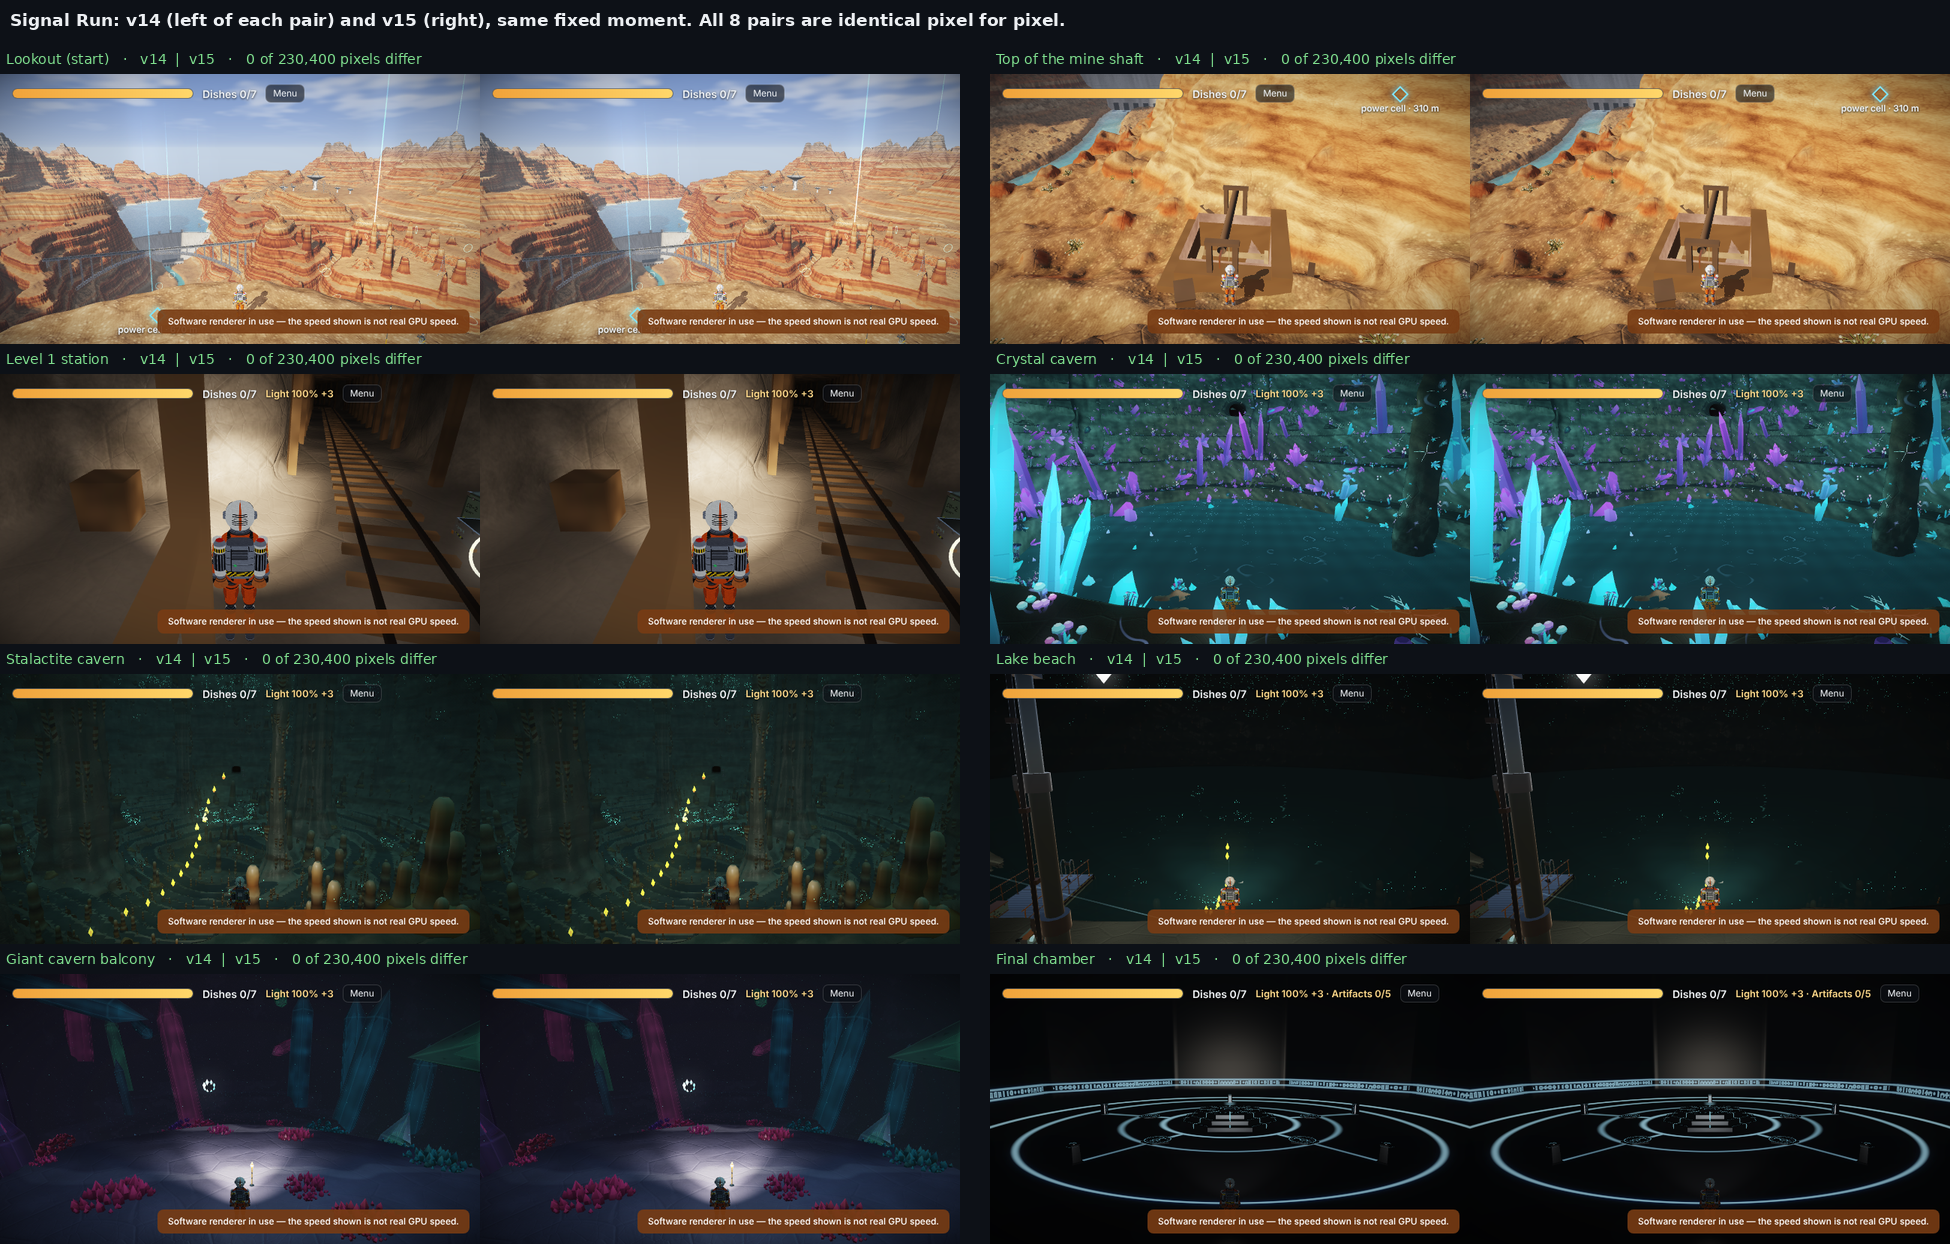 Signal Run: v14 (left of each pair) and v15 (right), same fixed moment. All 8 pairs are identical pixel for pixel.
Lookout (start) · v14 | v15 · 0 of 230,400 pixels differ
Dishes 0/7 Menu
Dishes 0/7 Menu
power ce
Software renderer in use — the speed shown is not real GPU speed.
power ce
Software renderer in use — the speed shown is not real GPU speed.
Top of the mine shaft · v14 | v15 · 0 of 230,400 pixels differ
Dishes 0/7 Menu
power cell · 310 m
Dishes 0/7 Menu
power cell · 310 m
Software renderer in use — the speed shown is not real GPU speed.
Software renderer in use — the speed shown is not real GPU speed.
Level 1 station · v14 | v15 · 0 of 230,400 pixels differ
Dishes 0/7 Light 100% +3 Menu
Dishes 0/7 Light 100% +3 Menu
Software renderer in use — the speed shown is not real GPU speed.
Software renderer in use — the speed shown is not real GPU speed.
Crystal cavern · v14 | v15 · 0 of 230,400 pixels differ
Dishes 0/7 Light 100% +3 Menu
Dishes 0/7 Light 100% +3 Menu
Software renderer in use — the speed shown is not real GPU speed.
Software renderer in use — the speed shown is not real GPU speed.
Stalactite cavern · v14 | v15 · 0 of 230,400 pixels differ
Dishes 0/7 Light 100% +3 Menu
Dishes 0/7 Light 100% +3 Menu
Software renderer in use — the speed shown is not real GPU speed.
Software renderer in use — the speed shown is not real GPU speed.
Lake beach · v14 | v15 · 0 of 230,400 pixels differ
Dishes 0/7 Light 100% +3 Menu
Dishes 0/7 Light 100% +3 Menu
Software renderer in use — the speed shown is not real GPU speed.
Software renderer in use — the speed shown is not real GPU speed.
Giant cavern balcony · v14 | v15 · 0 of 230,400 pixels differ
Dishes 0/7 Light 100% +3 Menu
Dishes 0/7 Light 100% +3 Menu
Software renderer in use — the speed shown is not real GPU speed.
Software renderer in use — the speed shown is not real GPU speed.
Final chamber · v14 | v15 · 0 of 230,400 pixels differ
Dishes 0/7 Light 100% +3 · Artifacts 0/5 Menu
Dishes 0/7 Light 100% +3 · Artifacts 0/5 Menu
Software renderer in use — the speed shown is not real GPU speed.
Software renderer in use — the speed shown is not real GPU speed.